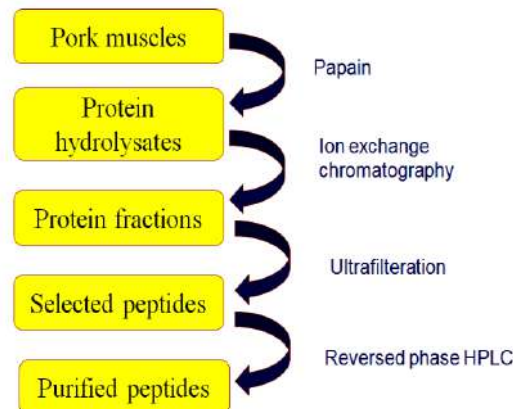 Pork muscles
Papain
Protein
hydrolysates
Ion exchange
chromatography
Protein fractions
Ultrafilteration
Selected peptides
Reversed phase HPLC
Purified peptides